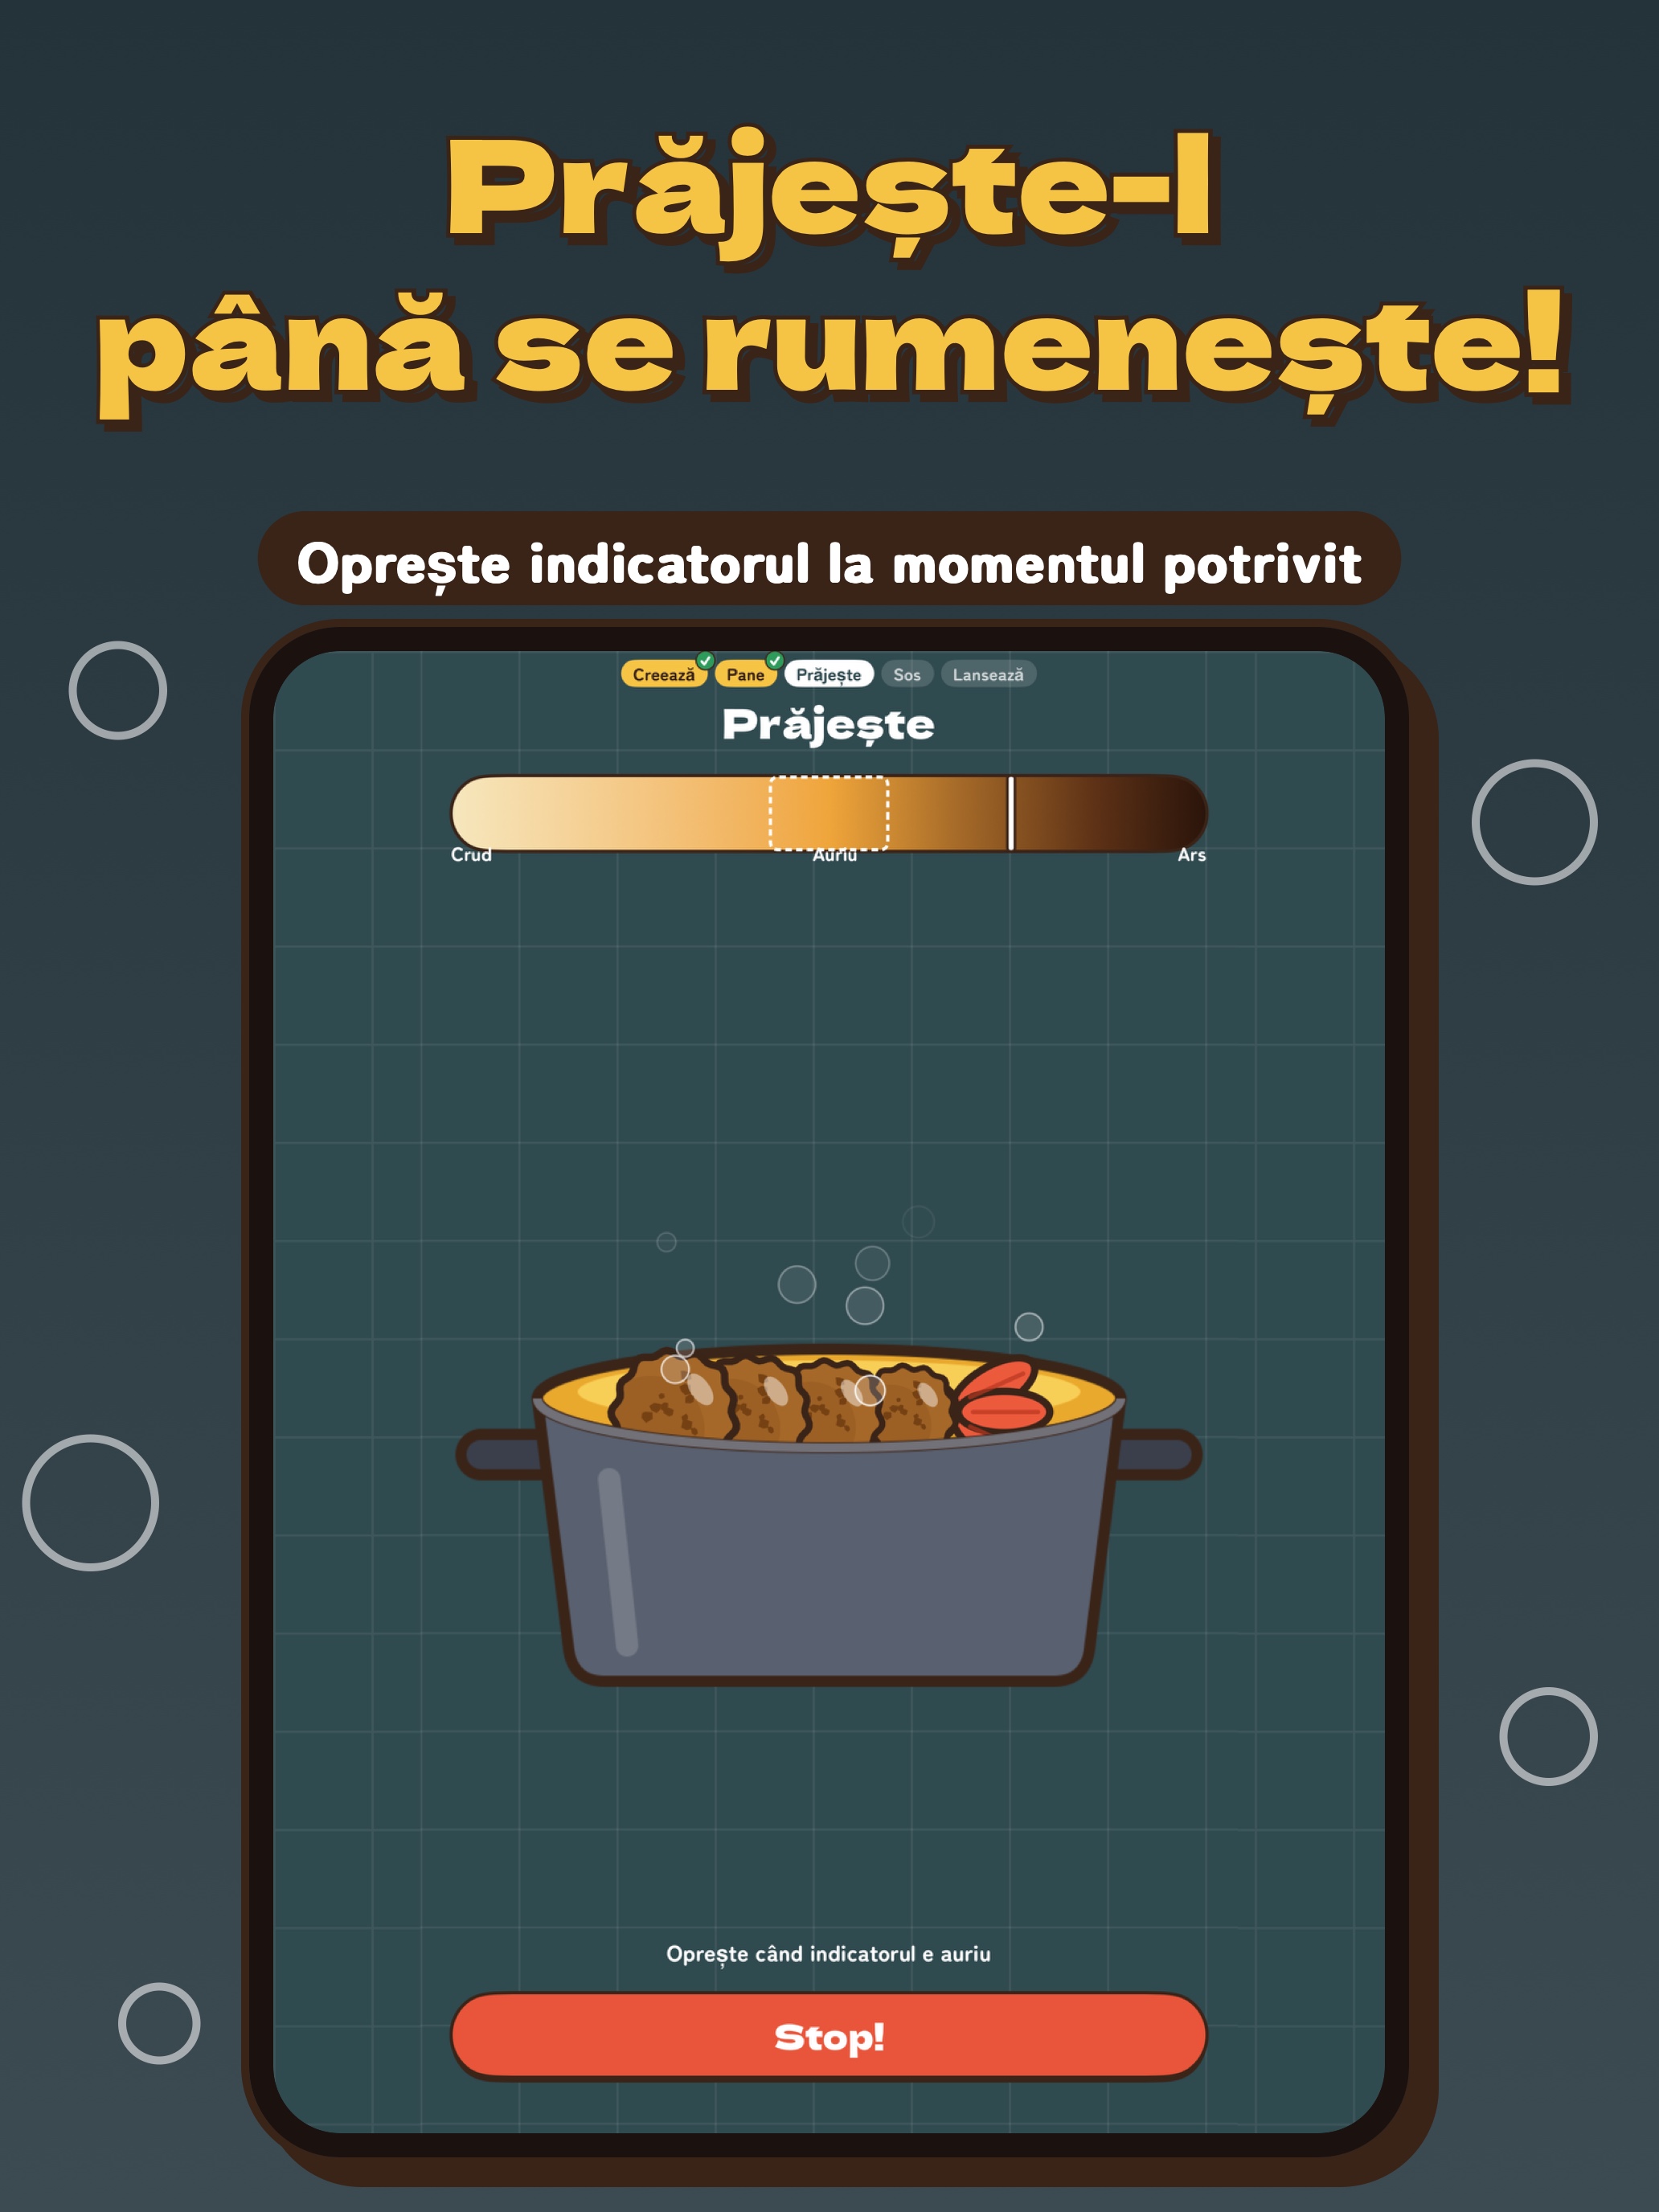 Prăjește-l
până se rumenește!
Oprește indicatorul la momentul potrivit
Creează Pane Prăjește Sos Lansează
Prăjește
Crud Auriu Ars
Oprește când indicatorul e auriu
Stop!